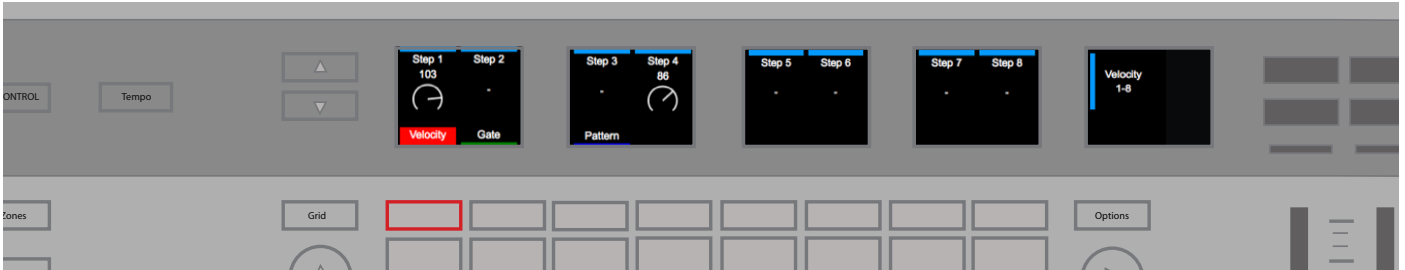 Step 1 Step 2 Step 3 Step 4 Step 5 Step 6 Step 7 Step 8
103 - - 86 - - - -
Velocity
1-8
ONTROL Tempo
Velocity Gate Pattern
Zones Grid Options